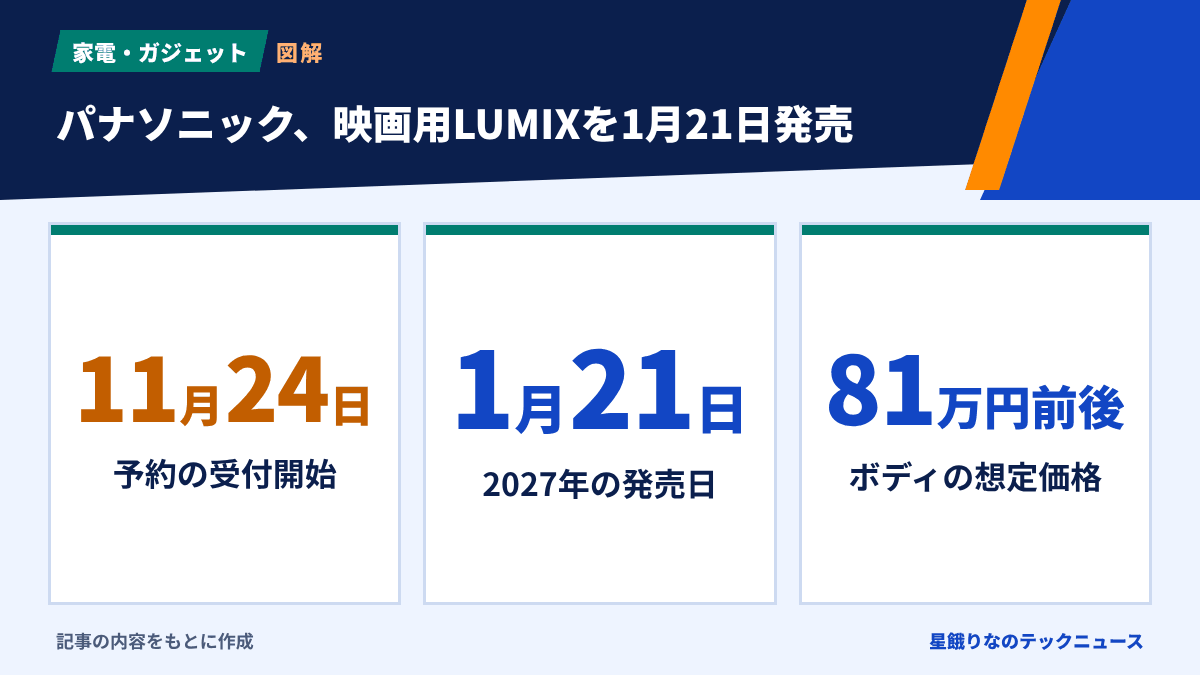 家電・ガジェット 図解
パナソニック、映画用LUMIXを1月21日発売
11月24日
予約の受付開始
1月21日
2027年の発売日
81万円前後
ボディの想定価格
記事の内容をもとに作成
星餓りなのテックニュース